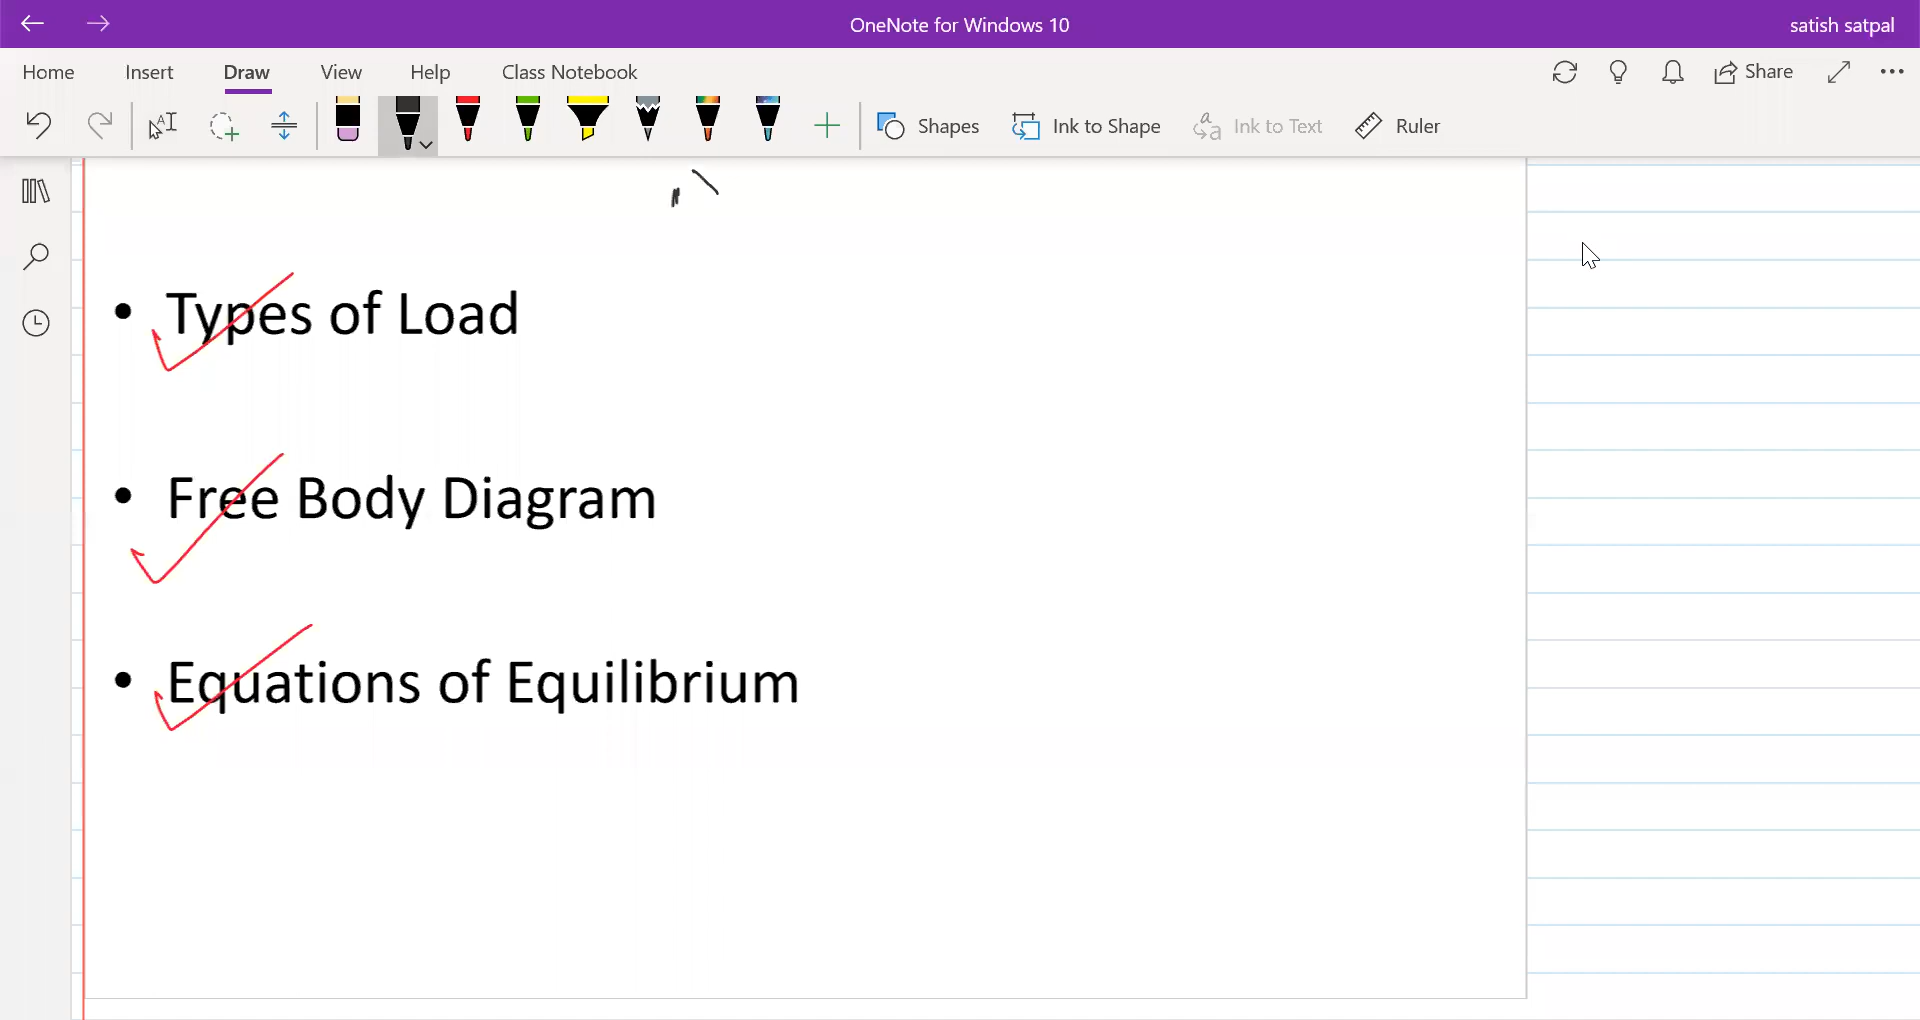 OneNote for Windows 10
satish satpal
Home Insert Draw View Help Class Notebook Share
Shapes Ink to Shape Ink to Text Ruler
• Types of Load
• Free Body Diagram
• Equations of Equilibrium